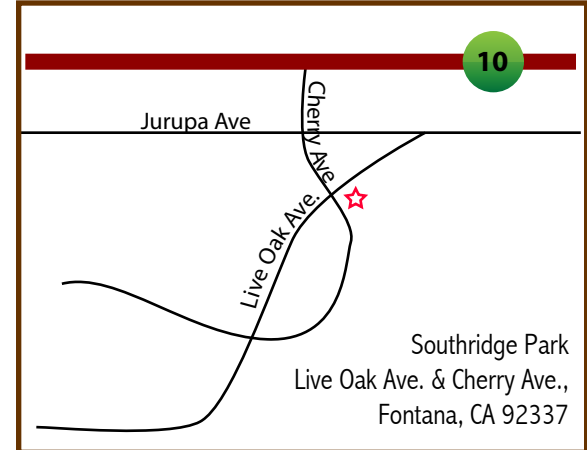 10
Cherry Ave
Jurupa Ave
Live Oak Ave.
Southridge Park
Live Oak Ave. & Cherry Ave.,
Fontana, CA 92337